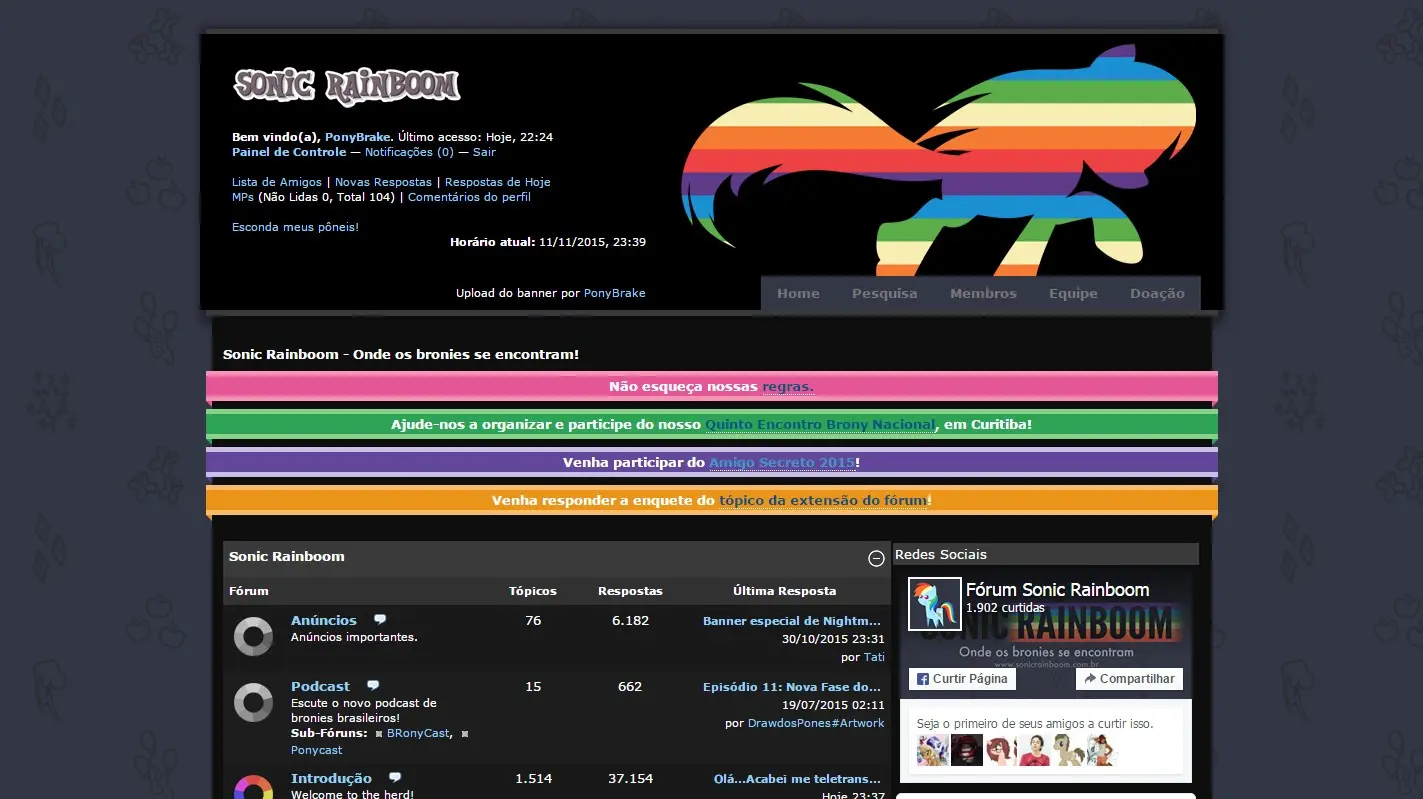 SONIC RAINBOOM
Bem vindo(a), PonyBrake. Último acesso: Hoje, 22:24
Painel de Controle — Notificações (0) — Sair
Lista de Amigos | Novas Respostas | Respostas de Hoje
MPs (Não Lidas 0, Total 104) | Comentários do perfil
Esconda meus pôneis!
Horário atual: 11/11/2015, 23:39
Upload do banner por PonyBrake
Home Pesquisa Membros Equipe Doação
Sonic Rainboom - Onde os bronies se encontram!
Não esqueça nossas regras.
Ajude-nos a organizar e participe do nosso Quinto Encontro Brony Nacional, em Curitiba!
Venha participar do Amigo Secreto 2015!
Venha responder a enquete do tópico da extensão do fórum!
Sonic Rainboom
Fórum Tópicos Respostas Última Resposta
Anúncios 76 6.182 Banner especial de Nightm...
Anúncios importantes. 30/10/2015 23:31
por Tati
Podcast 15 662 Episódio 11: Nova Fase do...
Escute o novo podcast de 19/07/2015 02:11
bronies brasileiros! por DrawdosPones#Artwork
Sub-Fóruns: BRonyCast,
Ponycast
Introdução 1.514 37.154 Olá...Acabei me teletrans...
Welcome to the herd! Hoje 23:37
Redes Sociais
Fórum Sonic Rainboom
1.902 curtidas
SONIC RAINBOOM
Onde os bronies se encontram
www.sonicrainboom.com.br
Curtir Página Compartilhar
Seja o primeiro de seus amigos a curtir isso.